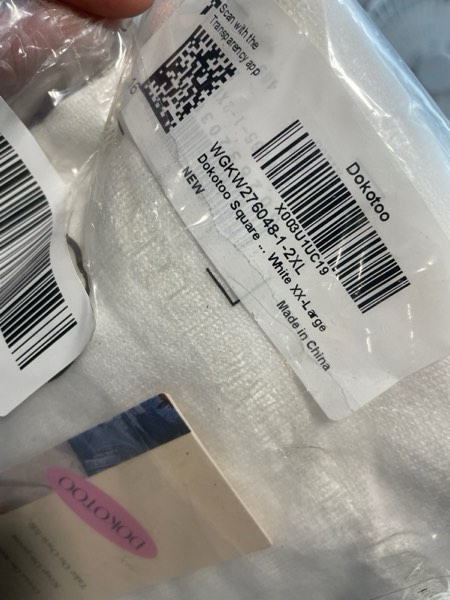 Scan with the
Transparency app
Dokotoo
X003U1UC19
WGKW276048-1-2XL
Dokotoo Square ... White XX-Large
NEW
Made in China
DOKOTOO